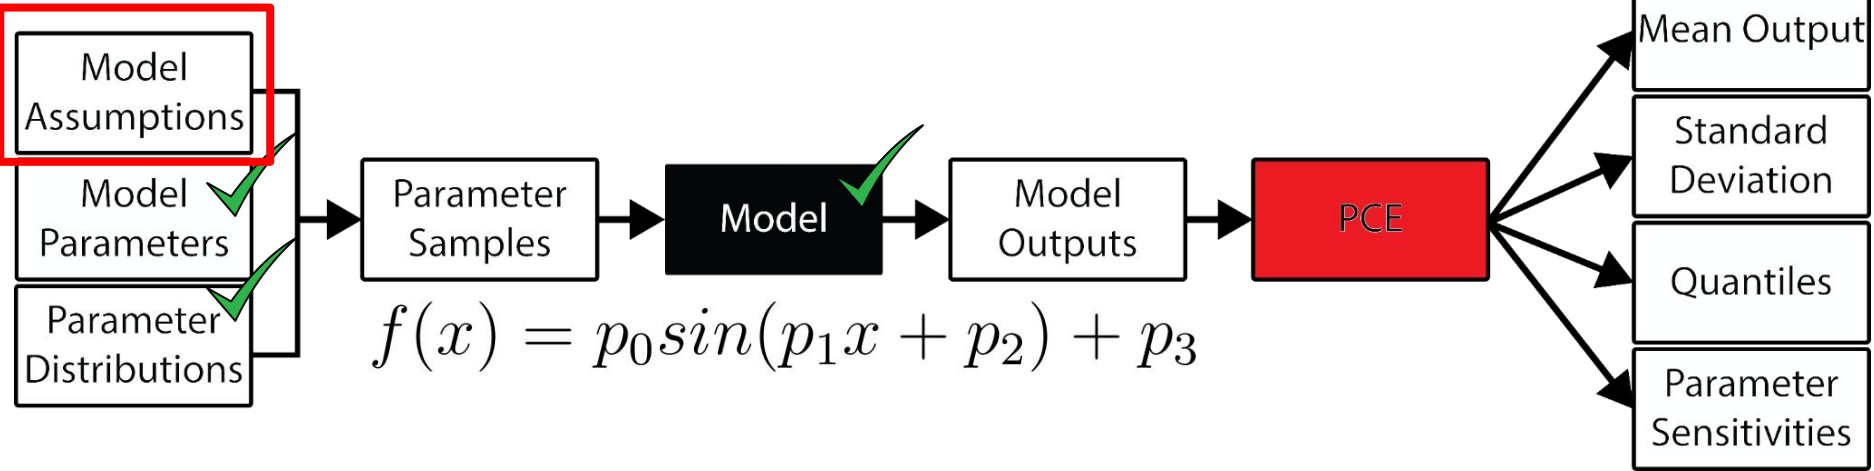 Model
Assumptions
Model
Parameters
Parameter
Distributions
Parameter
Samples
Model
Model
Outputs
PCE
f(x) = p₀sin(p₁x + p₂) + p₃
Mean Output
Standard
Deviation
Quantiles
Parameter
Sensitivities